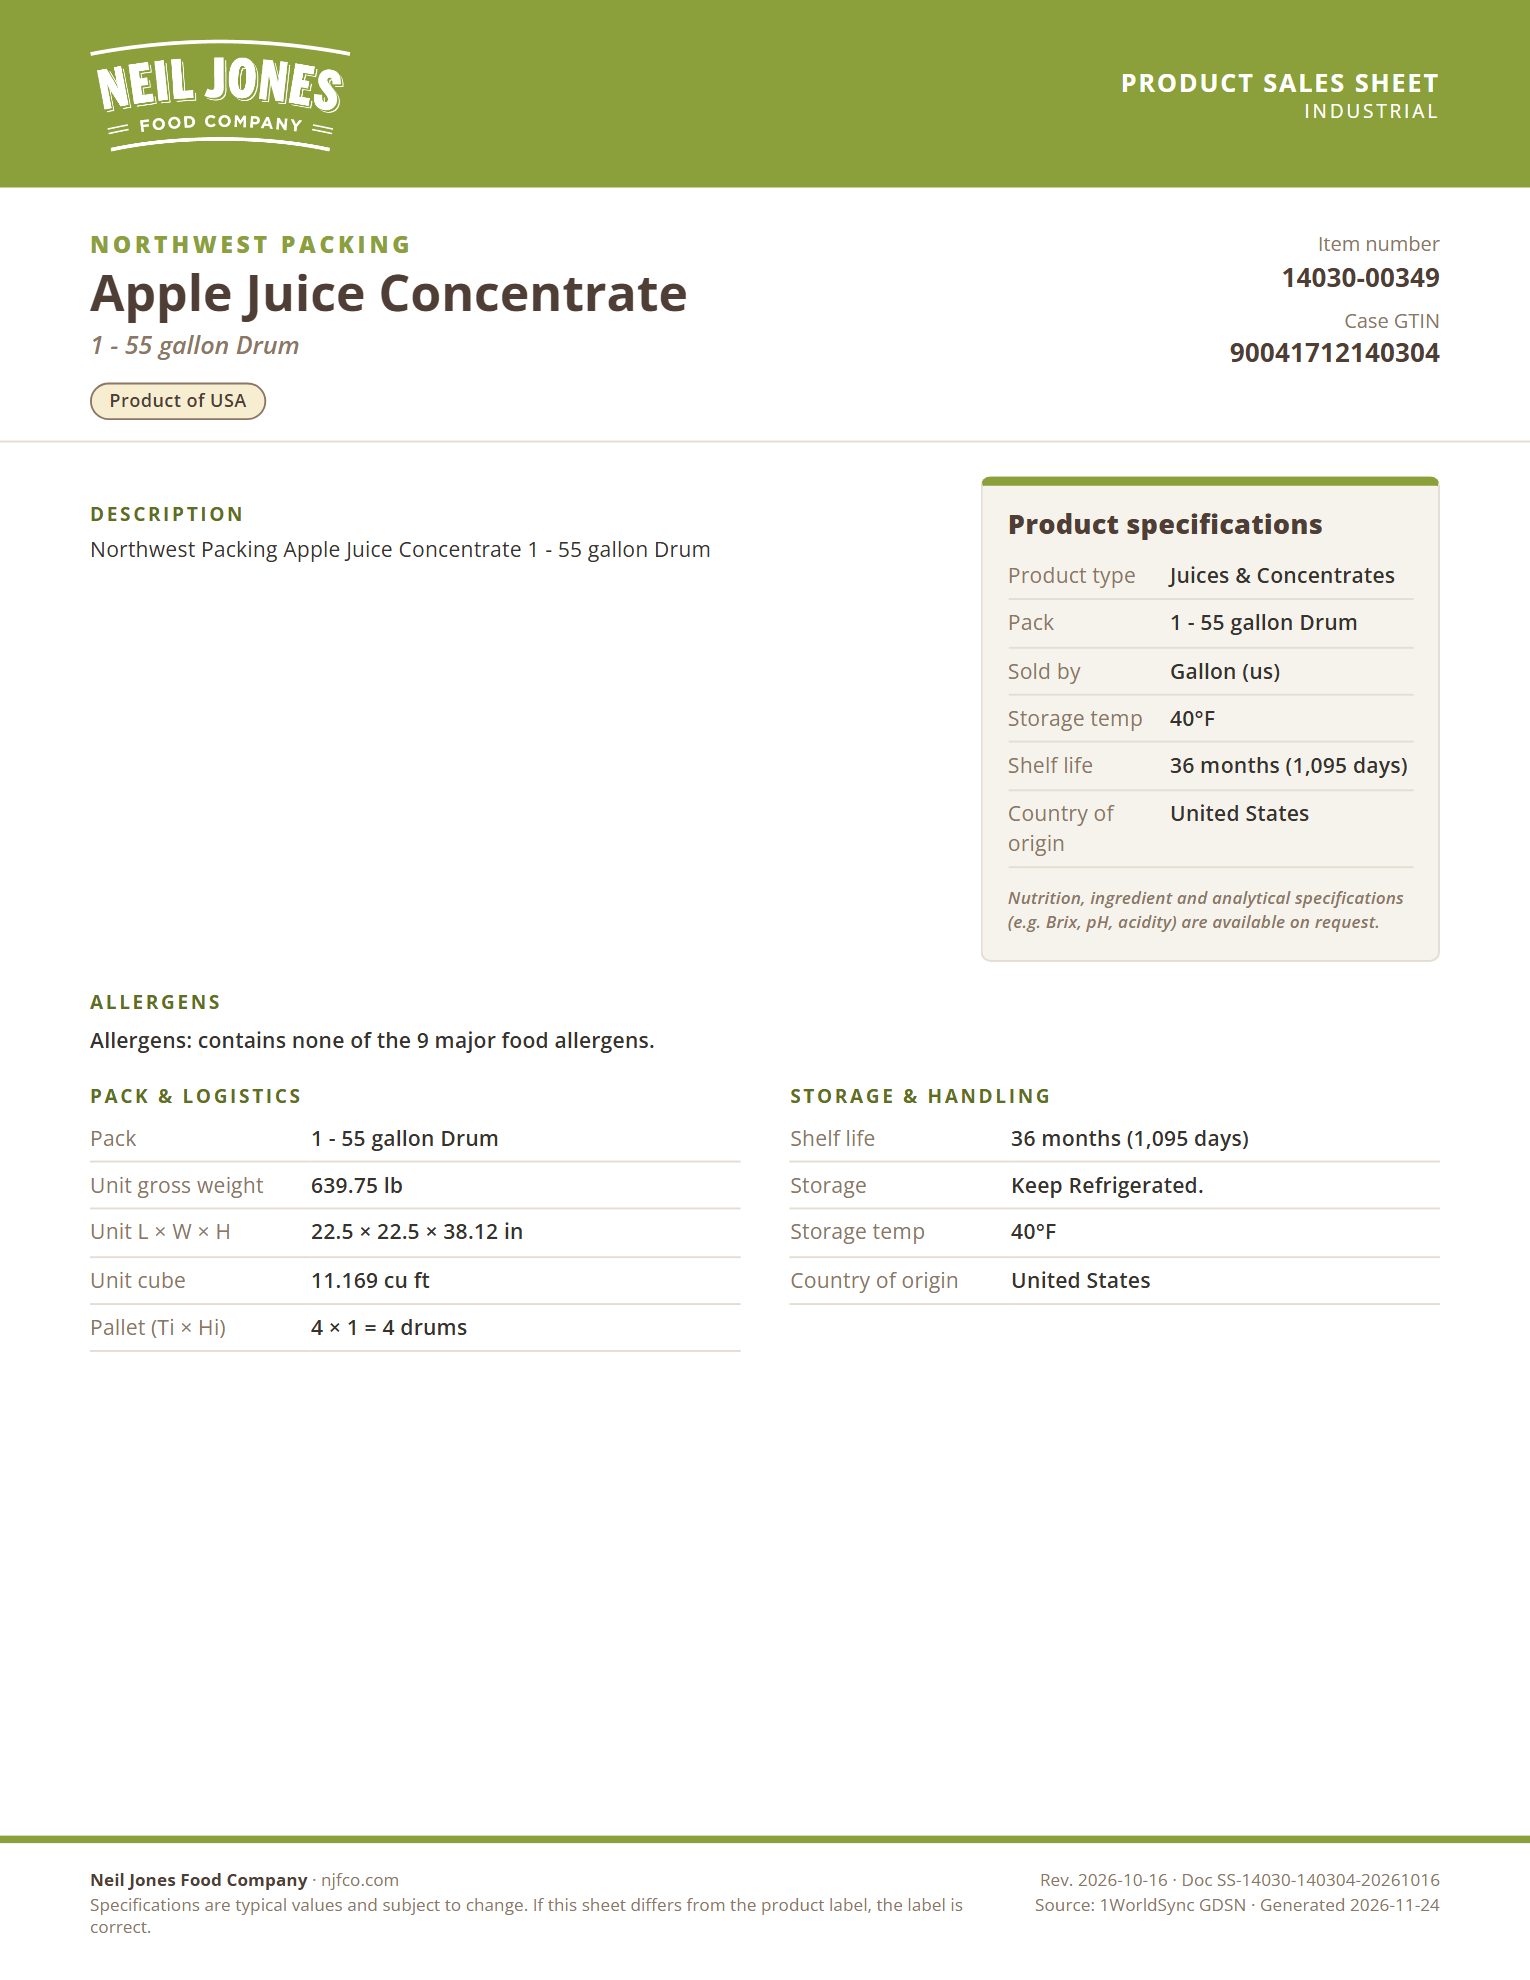 NEIL JONES
FOOD COMPANY
PRODUCT SALES SHEET
INDUSTRIAL
NORTHWEST PACKING
Apple Juice Concentrate
1 - 55 gallon Drum
Product of USA
Item number
14030-00349
Case GTIN
90041712140304
DESCRIPTION
Northwest Packing Apple Juice Concentrate 1 - 55 gallon Drum
Product specifications
Product type Juices & Concentrates
Pack 1 - 55 gallon Drum
Sold by Gallon (us)
Storage temp 40°F
Shelf life 36 months (1,095 days)
Country of United States
origin
Nutrition, ingredient and analytical specifications
(e.g. Brix, pH, acidity) are available on request.
ALLERGENS
Allergens: contains none of the 9 major food allergens.
PACK & LOGISTICS
Pack 1 - 55 gallon Drum
Unit gross weight 639.75 lb
Unit L × W × H 22.5 × 22.5 × 38.12 in
Unit cube 11.169 cu ft
Pallet (Ti × Hi) 4 × 1 = 4 drums
STORAGE & HANDLING
Shelf life 36 months (1,095 days)
Storage Keep Refrigerated.
Storage temp 40°F
Country of origin United States
Neil Jones Food Company · njfco.com
Specifications are typical values and subject to change. If this sheet differs from the product label, the label is
correct.
Rev. 2026-10-16 · Doc SS-14030-140304-20261016
Source: 1WorldSync GDSN · Generated 2026-11-24